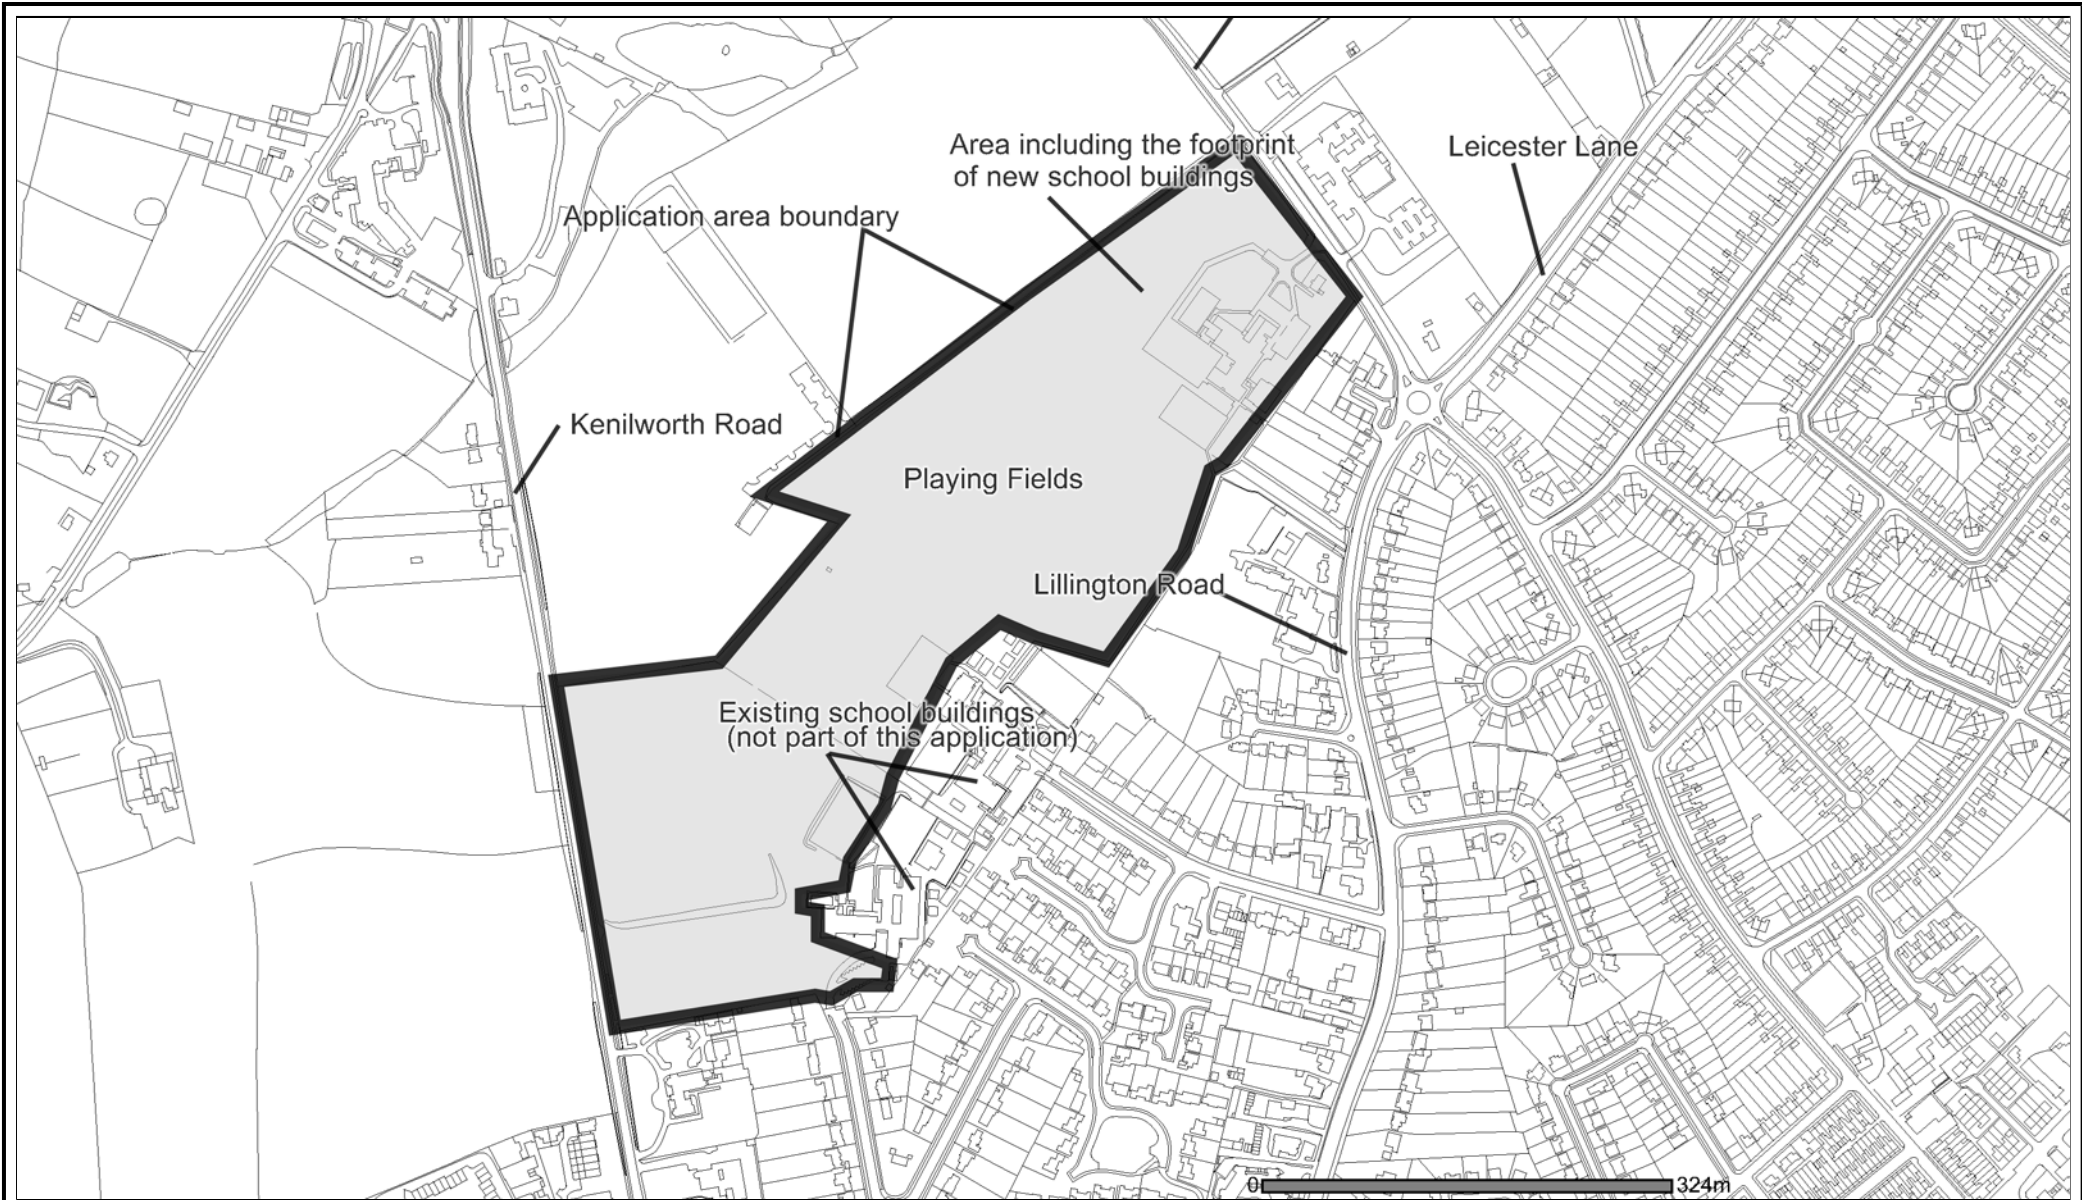 Area including the footprint
of new school buildings
Leicester Lane
Application area boundary
Kenilworth Road
Playing Fields
Lillington Road
Existing school buildings
(not part of this application)
0
324m